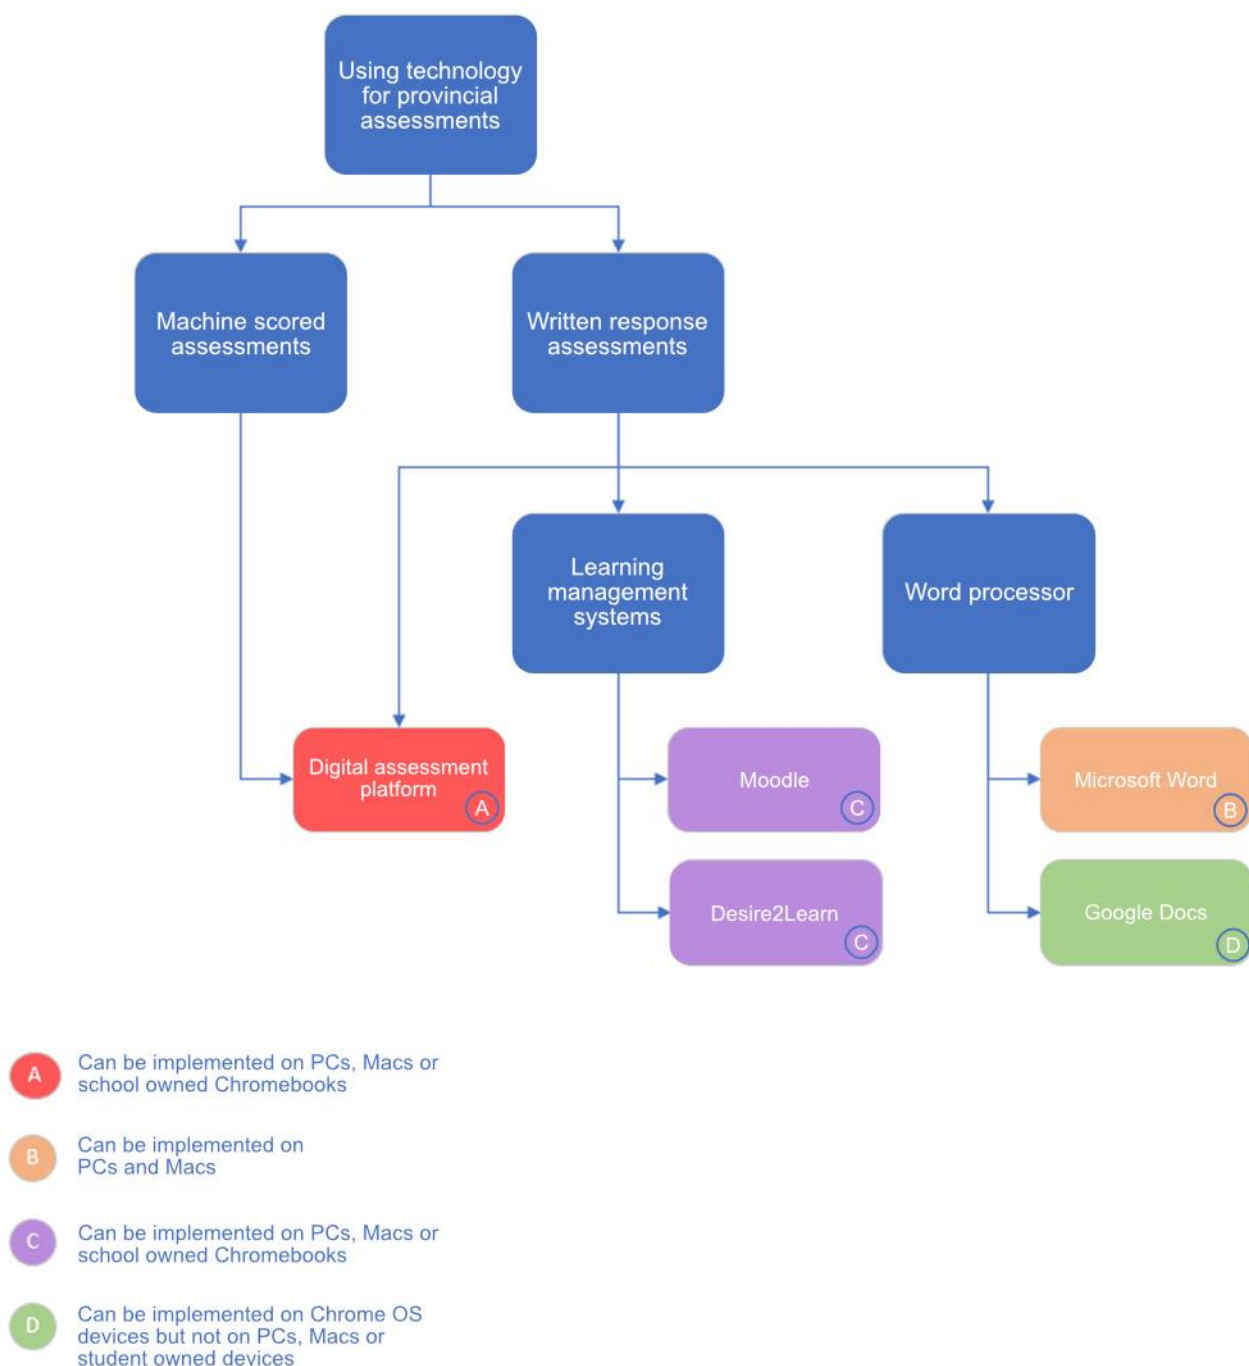 Using technology
for provincial
assessments
Machine scored
assessments
Written response
assessments
Learning
management
systems
Word processor
Digital assessment
platform
A
Moodle
C
Microsoft Word
B
Desire2Learn
C
Google Docs
D
A
Can be implemented on PCs, Macs or
school owned Chromebooks
B
Can be implemented on
PCs and Macs
C
Can be implemented on PCs, Macs or
school owned Chromebooks
D
Can be implemented on Chrome OS
devices but not on PCs, Macs or
student owned devices